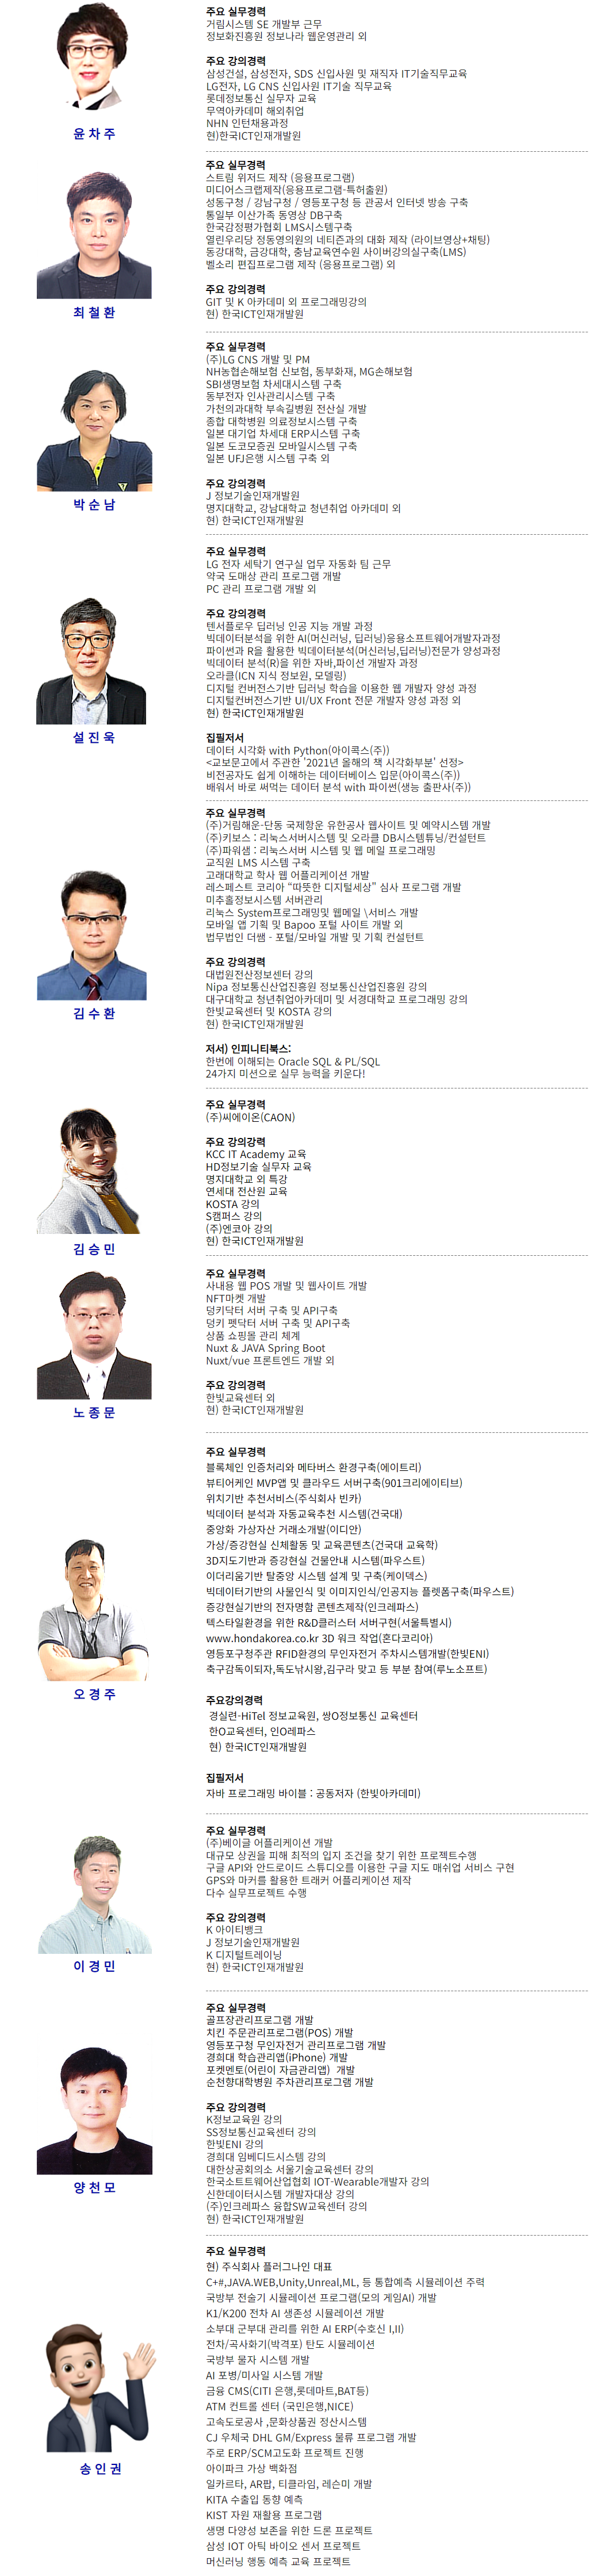 주요 실무경력
거림시스템 SE 개발부 근무
정보화진흥원 정보나라 웹운영관리 외
주요 강의경력
삼성건설, 삼성전자, SDS 신입사원 및 재직자 IT기술직무교육
LG전자, LG CNS 신입사원 IT기술 직무교육
롯데정보통신 실무자 교육
무역아카데미 해외취업
NHN 인턴채용과정
현)한국ICT인재개발원
윤 차 주
주요 실무경력
스트림 위저드 제작 (응용프로그램)
미디어스크랩제작(응용프로그램-특허출원)
성동구청 / 강남구청 / 영등포구청 등 관공서 인터넷 방송 구축
통일부 이산가족 동영상 DB구축
한국감정평가협회 LMS시스템구축
열린우리당 정동영의원의 네티즌과의 대화 제작 (라이브영상+채팅)
동강대학, 금강대학, 충남교육연수원 사이버강의실구축(LMS)
벨소리 편집프로그램 제작 (응용프로그램) 외
주요 강의경력
GIT 및 K 아카데미 외 프로그래밍강의
현) 한국ICT인재개발원
최 철 환
주요 실무경력
(주)LG CNS 개발 및 PM
NH농협손해보험 신보험, 동부화재, MG손해보험
SBI생명보험 차세대시스템 구축
동부전자 인사관리시스템 구축
가천의과대학 부속길병원 전산실 개발
종합 대학병원 의료정보시스템 구축
일본 대기업 차세대 ERP시스템 구축
일본 도코모증권 모바일시스템 구축
일본 UFJ은행 시스템 구축 외
주요 강의경력
J 정보기술인재개발원
명지대학교, 강남대학교 청년취업 아카데미 외
현) 한국ICT인재개발원
박 순 남
주요 실무경력
LG 전자 세탁기 연구실 업무 자동화 팀 근무
약국 도매상 관리 프로그램 개발
PC 관리 프로그램 개발 외
주요 강의경력
텐서플로우 딥러닝 인공 지능 개발 과정
빅데이터분석을 위한 AI(머신러닝, 딥러닝)응용소프트웨어개발자과정
파이썬과 R을 활용한 빅데이터분석(머신러닝,딥러닝)전문가 양성과정
빅데이터 분석(R)을 위한 자바,파이선 개발자 과정
오라클(ICN 지식 정보원, 모델링)
디지털 컨버전스기반 딥러닝 학습을 이용한 웹 개발자 양성 과정
디지털컨버전스기반 UI/UX Front 전문 개발자 양성 과정 외
현) 한국ICT인재개발원
집필저서
데이터 시각화 with Python(아이콕스(주))
<교보문고에서 주관한 '2021년 올해의 책 시각화부분' 선정>
비전공자도 쉽게 이해하는 데이터베이스 입문(아이콕스(주))
배워서 바로 써먹는 데이터 분석 with 파이썬(생능 출판사(주))
설 진 욱
주요 실무경력
(주)거림해운-단동 국제항운 유한공사 웹사이트 및 예약시스템 개발
(주)키보스 : 리눅스서버시스템 및 오라클 DB시스템튜닝/컨설턴트
(주)파워샘 : 리눅스서버 시스템 및 웹 메일 프로그래밍
교직원 LMS 시스템 구축
고래대학교 학사 웹 어플리케이션 개발
레스페스트 코리아 “따뜻한 디지털세상” 심사 프로그램 개발
미추홀정보시스템 서버관리
리눅스 System프로그래밍및 웹메일 \서비스 개발
모바일 앱 기획 및 Bapoo 포털 사이트 개발 외
법무법인 더쌤 - 포털/모바일 개발 및 기획 컨설턴트
주요 강의경력
대법원전산정보센터 강의
Nipa 정보통신산업진흥원 정보통신산업진흥원 강의
대구대학교 청년취업아카데미 및 서경대학교 프로그래밍 강의
한빛교육센터 및 KOSTA 강의
현) 한국ICT인재개발원
저서) 인피니티북스:
한번에 이해되는 Oracle SQL & PL/SQL
24가지 미션으로 실무 능력을 키운다!
김 수 환
주요 실무경력
(주)씨에이온(CAON)
주요 강의강력
KCC IT Academy 교육
HD정보기술 실무자 교육
명지대학교 외 특강
연세대 전산원 교육
KOSTA 강의
S캠퍼스 강의
(주)엔코아 강의
현) 한국ICT인재개발원
김 승 민
주요 실무경력
사내용 웹 POS 개발 및 웹사이트 개발
NFT마켓 개발
덩키닥터 서버 구축 및 API구축
덩키 펫닥터 서버 구축 및 API구축
상품 쇼핑몰 관리 체계
Nuxt & JAVA Spring Boot
Nuxt/vue 프론트엔드 개발 외
주요 강의경력
한빛교육센터 외
현) 한국ICT인재개발원
노 종 문
주요 실무경력
블록체인 인증처리와 메타버스 환경구축(에이트리)
뷰티어케인 MVP앱 및 클라우드 서버구축(901크리에이티브)
위치기반 추천서비스(주식회사 빈카)
빅데이터 분석과 자동교육추천 시스템(건국대)
중앙화 가상자산 거래소개발(이디안)
가상/증강현실 신체활동 및 교육콘텐츠(건국대 교육학)
3D지도기반과 증강현실 건물안내 시스템(파우스트)
이더리움기반 탈중앙 시스템 설계 및 구축(케이덱스)
빅데이터기반의 사물인식 및 이미지인식/인공지능 플렛폼구축(파우스트)
증강현실기반의 전자명함 콘텐츠제작(인크레파스)
텍스타일환경을 위한 R&D클러스터 서버구현(서울특별시)
www.hondakorea.co.kr 3D 워크 작업(혼다코리아)
영등포구청주관 RFID환경의 무인자전거 주차시스템개발(한빛ENI)
축구감독이되자,독도낚시왕,김구라 맞고 등 부분 참여(루노소프트)
주요강의경력
경실련-HiTel 정보교육원, 쌍O정보통신 교육센터
한O교육센터, 인O레파스
현) 한국ICT인재개발원
집필저서
자바 프로그래밍 바이블 : 공동저자 (한빛아카데미)
오 경 주
주요 실무경력
(주)베이글 어플리케이션 개발
대규모 상권을 피해 최적의 입지 조건을 찾기 위한 프로젝트수행
구글 API와 안드로이드 스튜디오를 이용한 구글 지도 매쉬업 서비스 구현
GPS와 마커를 활용한 트래커 어플리케이션 제작
다수 실무프로젝트 수행
주요 강의경력
K 아이티뱅크
J 정보기술인재개발원
K 디지털트레이닝
현) 한국ICT인재개발원
이 경 민
주요 실무경력
골프장관리프로그램 개발
치킨 주문관리프로그램(POS) 개발
영등포구청 무인자전거 관리프로그램 개발
경희대 학습관리앱(iPhone) 개발
포켓멘토(어린이 자금관리앱) 개발
순천향대학병원 주차관리프로그램 개발
주요 강의경력
K정보교육원 강의
SS정보통신교육센터 강의
한빛ENI 강의
경희대 임베디드시스템 강의
대한상공회의소 서울기술교육센터 강의
한국소트트웨어산업협회 IOT-Wearable개발자 강의
신한데이터시스템 개발자대상 강의
(주)인크레파스 융합SW교육센터 강의
현) 한국ICT인재개발원
양 천 모
주요 실무경력
현) 주식회사 플러그나인 대표
C+#,JAVA.WEB,Unity,Unreal,ML, 등 통합예측 시뮬레이션 주력
국방부 전술기 시뮬레이션 프로그램(모의 게임AI) 개발
K1/K200 전차 AI 생존성 시뮬레이션 개발
소부대 군부대 관리를 위한 AI ERP(수호신 I,II)
전차/곡사화기(박격포) 탄도 시뮬레이션
국방부 물자 시스템 개발
AI 포병/미사일 시스템 개발
금융 CMS(CITI 은행,롯데마트,BAT등)
ATM 컨트롤 센터 (국민은행,NICE)
고속도로공사 ,문화상품권 정산시스템
CJ 우체국 DHL GM/Express 물류 프로그램 개발
주로 ERP/SCM고도화 프로젝트 진행
아이파크 가상 백화점
일카르타, AR팝, 티클라임, 레슨미 개발
KITA 수출입 동향 예측
KIST 자원 재활용 프로그램
생명 다양성 보존을 위한 드론 프로젝트
삼성 IOT 아틱 바이오 센서 프로젝트
머신러닝 행동 예측 교육 프로젝트
송 인 권